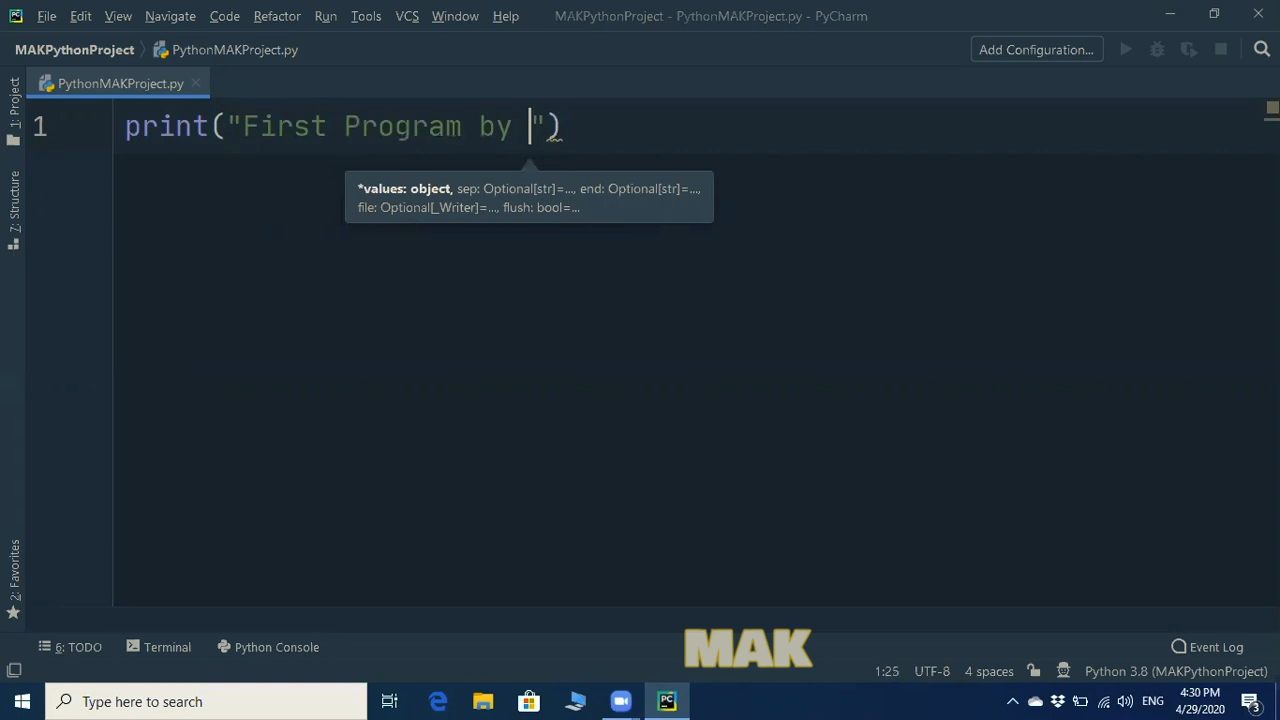 File Edit View Navigate Code Refactor Run Tools VCS Window Help MAKPythonProject - PythonMAKProject.py - PyCharm
MAKPythonProject PythonMAKProject.py Add Configuration...
PythonMAKProject.py
1: Project
1 print("First Program by ")
*values: object, sep: Optional[str]=..., end: Optional[str]=...,
file: Optional[_Writer]=..., flush: bool=...
7: Structure
2: Favorites
6: TODO Terminal Python Console Event Log
MAK
1:25 UTF-8 4 spaces Python 3.8 (MAKPythonProject)
Type here to search
PC
ENG
4:30 PM
4/29/2020
3